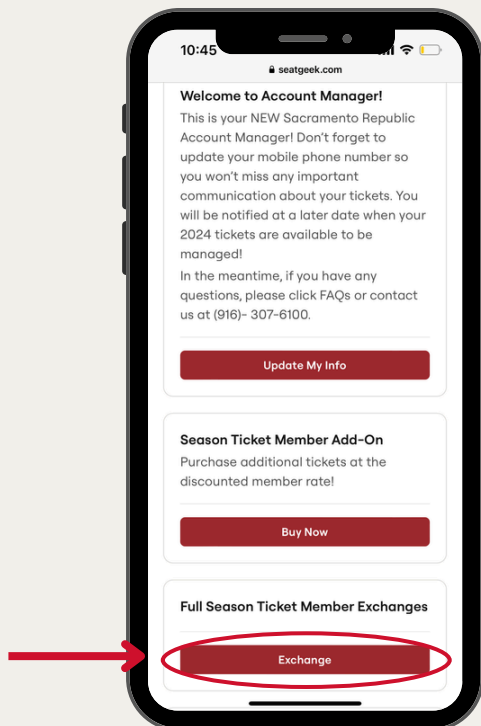 10:45
seatgeek.com
Welcome to Account Manager!
This is your NEW Sacramento Republic
Account Manager! Don't forget to
update your mobile phone number so
you won't miss any important
communication about your tickets. You
will be notified at a later date when your
2024 tickets are available to be
managed!
In the meantime, if you have any
questions, please click FAQs or contact
us at (916)- 307-6100.
Update My Info
Season Ticket Member Add-On
Purchase additional tickets at the
discounted member rate!
Buy Now
Full Season Ticket Member Exchanges
Exchange